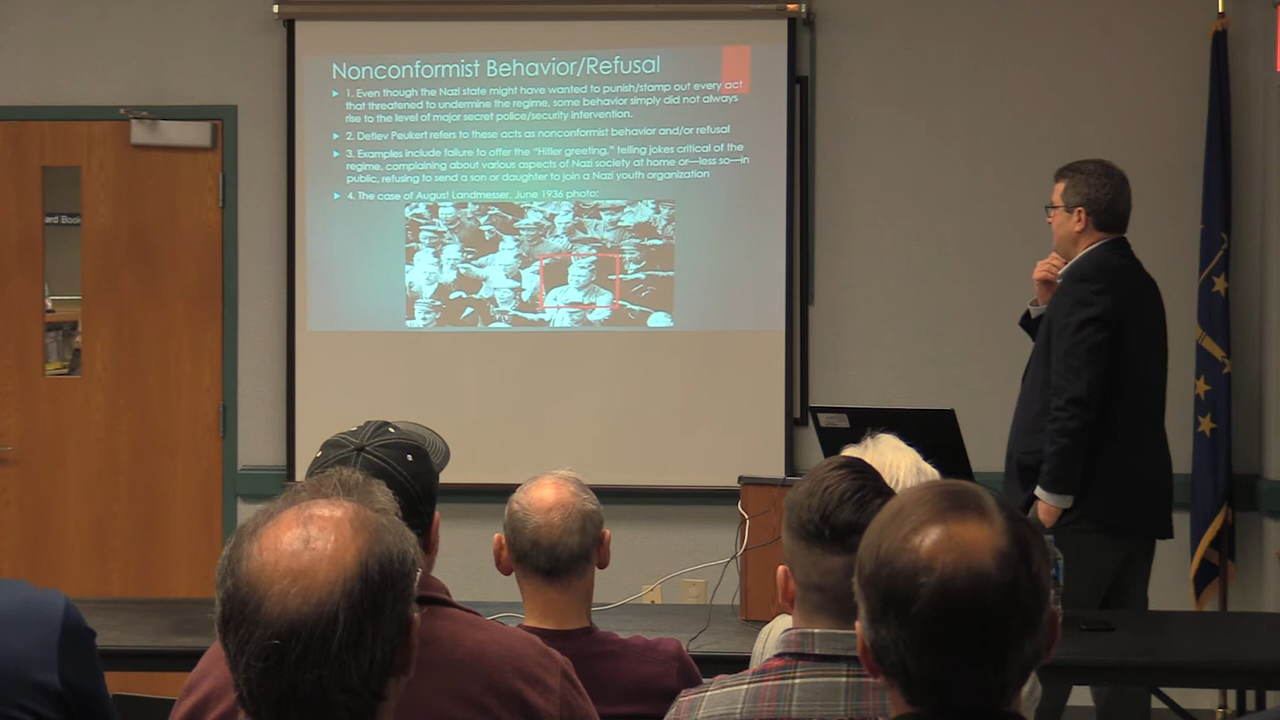 Nonconformist Behavior/Refusal
1. Even though the Nazi state might have wanted to punish/stamp out every act
that threatened to undermine the regime, some behavior simply did not always
rise to the level of major secret police/security intervention.
2. Detlev Peukert refers to these acts as nonconformist behavior and/or refusal
3. Examples include failure to offer the "Hitler greeting," telling jokes critical of the
regime, complaining about various aspects of Nazi society at home or—less so—in
public, refusing to send a son or daughter to join a Nazi youth organization
4. The case of August Landmesser, June 1936 photo:
ard Book